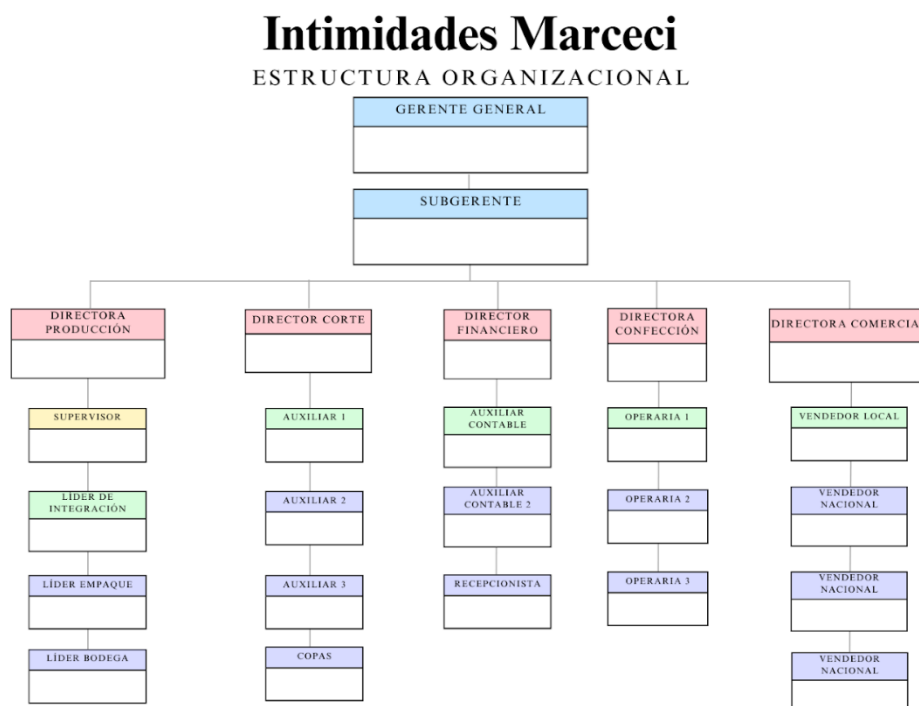 Intimidades Marceci
ESTRUCTURA ORGANIZACIONAL
GERENTE GENERAL
SUBGERENTE
DIRECTORA
PRODUCCIÓN
DIRECTOR CORTE
DIRECTOR
FINANCIERO
DIRECTORA
CONFECCIÓN
DIRECTORA COMERCIA
SUPERVISOR
AUXILIAR 1
AUXILIAR
CONTABLE
OPERARIA 1
VENDEDOR LOCAL
LÍDER DE
INTEGRACIÓN
AUXILIAR 2
AUXILIAR
CONTABLE 2
OPERARIA 2
VENDEDOR
NACIONAL
LÍDER EMPAQUE
AUXILIAR 3
RECEPCIONISTA
OPERARIA 3
VENDEDOR
NACIONAL
LÍDER BODEGA
COPAS
VENDEDOR
NACIONAL